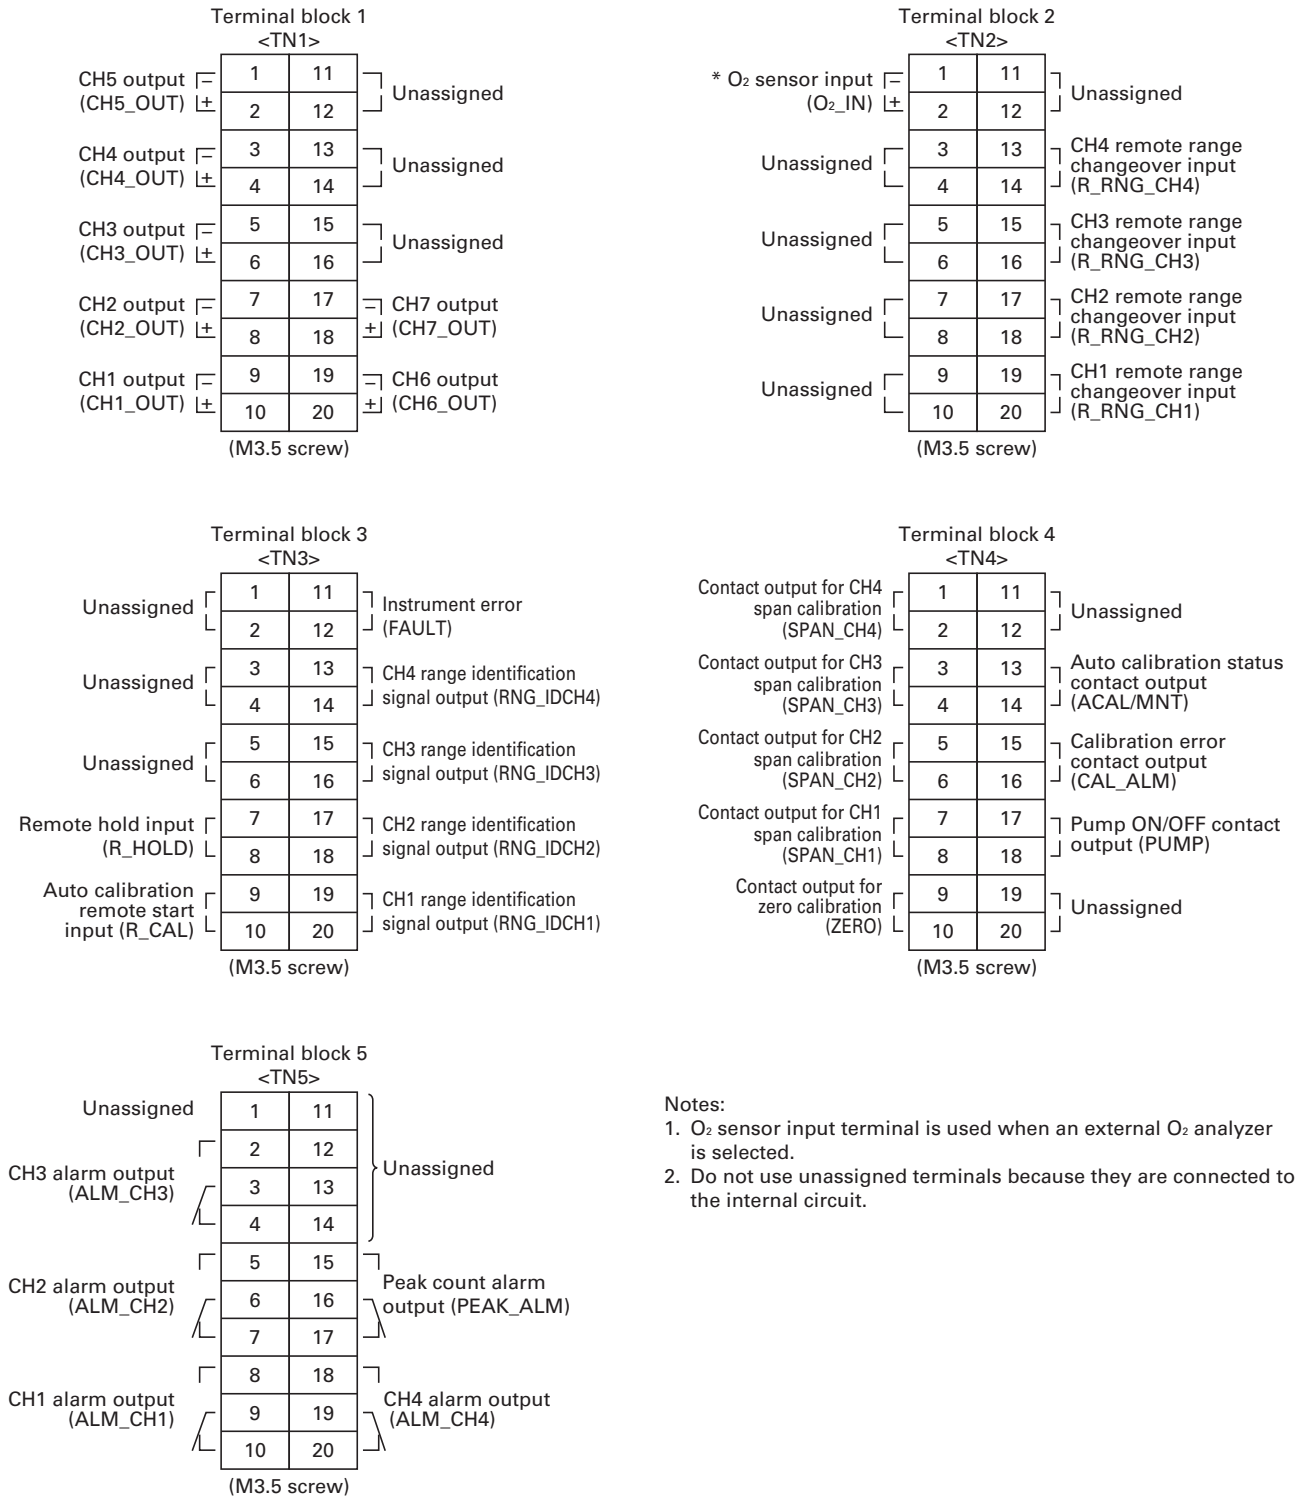 Terminal block 1
<TN1>
CH5 output −
(CH5_OUT) +
1 11
2 12
Unassigned
CH4 output −
(CH4_OUT) +
3 13
4 14
Unassigned
CH3 output −
(CH3_OUT) +
5 15
6 16
Unassigned
CH2 output −
(CH2_OUT) +
7 17
8 18
− CH7 output
+ (CH7_OUT)
CH1 output −
(CH1_OUT) +
9 19
10 20
− CH6 output
+ (CH6_OUT)
(M3.5 screw)
Terminal block 2
<TN2>
* O₂ sensor input −
(O₂_IN) +
1 11
2 12
Unassigned
Unassigned
3 13
4 14
CH4 remote range
changeover input
(R_RNG_CH4)
Unassigned
5 15
6 16
CH3 remote range
changeover input
(R_RNG_CH3)
Unassigned
7 17
8 18
CH2 remote range
changeover input
(R_RNG_CH2)
Unassigned
9 19
10 20
CH1 remote range
changeover input
(R_RNG_CH1)
(M3.5 screw)
Terminal block 3
<TN3>
Unassigned
1 11
2 12
Instrument error
(FAULT)
Unassigned
3 13
4 14
CH4 range identification
signal output (RNG_IDCH4)
Unassigned
5 15
6 16
CH3 range identification
signal output (RNG_IDCH3)
Remote hold input
(R_HOLD)
7 17
8 18
CH2 range identification
signal output (RNG_IDCH2)
Auto calibration
remote start
input (R_CAL)
9 19
10 20
CH1 range identification
signal output (RNG_IDCH1)
(M3.5 screw)
Terminal block 4
<TN4>
Contact output for CH4
span calibration
(SPAN_CH4)
1 11
2 12
Unassigned
Contact output for CH3
span calibration
(SPAN_CH3)
3 13
4 14
Auto calibration status
contact output
(ACAL/MNT)
Contact output for CH2
span calibration
(SPAN_CH2)
5 15
6 16
Calibration error
contact output
(CAL_ALM)
Contact output for CH1
span calibration
(SPAN_CH1)
7 17
8 18
Pump ON/OFF contact
output (PUMP)
Contact output for
zero calibration
(ZERO)
9 19
10 20
Unassigned
(M3.5 screw)
Terminal block 5
<TN5>
Unassigned
1 11
2 12
3 13
4 14
CH3 alarm output
(ALM_CH3)
Unassigned
5 15
6 16
7 17
CH2 alarm output
(ALM_CH2)
Peak count alarm
output (PEAK_ALM)
8 18
9 19
10 20
CH1 alarm output
(ALM_CH1)
CH4 alarm output
(ALM_CH4)
(M3.5 screw)
Notes:
1. O₂ sensor input terminal is used when an external O₂ analyzer
is selected.
2. Do not use unassigned terminals because they are connected to
the internal circuit.